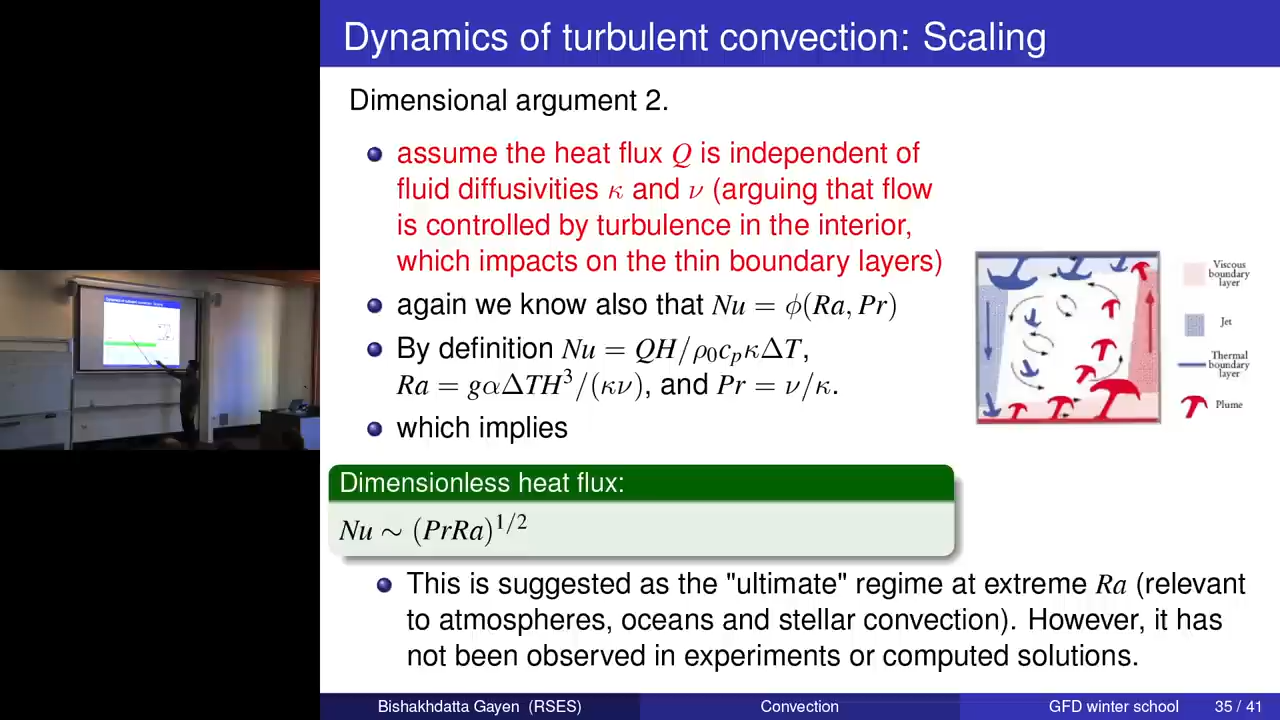 Dynamics of turbulent convection: Scaling
Dimensional argument 2.
assume the heat flux Q is independent of
fluid diffusivities κ and ν (arguing that flow
is controlled by turbulence in the interior,
which impacts on the thin boundary layers)
again we know also that Nu = ϕ(Ra, Pr)
By definition Nu = QH/ρ₀cₚκΔT,
Ra = gαΔTH³/(κν), and Pr = ν/κ.
which implies
Dimensionless heat flux:
Nu ∼ (PrRa)^{1/2}
This is suggested as the "ultimate" regime at extreme Ra (relevant
to atmospheres, oceans and stellar convection). However, it has
not been observed in experiments or computed solutions.
Viscous
boundary
layer
Jet
Thermal
boundary
layer
Plume
Bishakhdatta Gayen (RSES)
Convection
GFD winter school
35 / 41